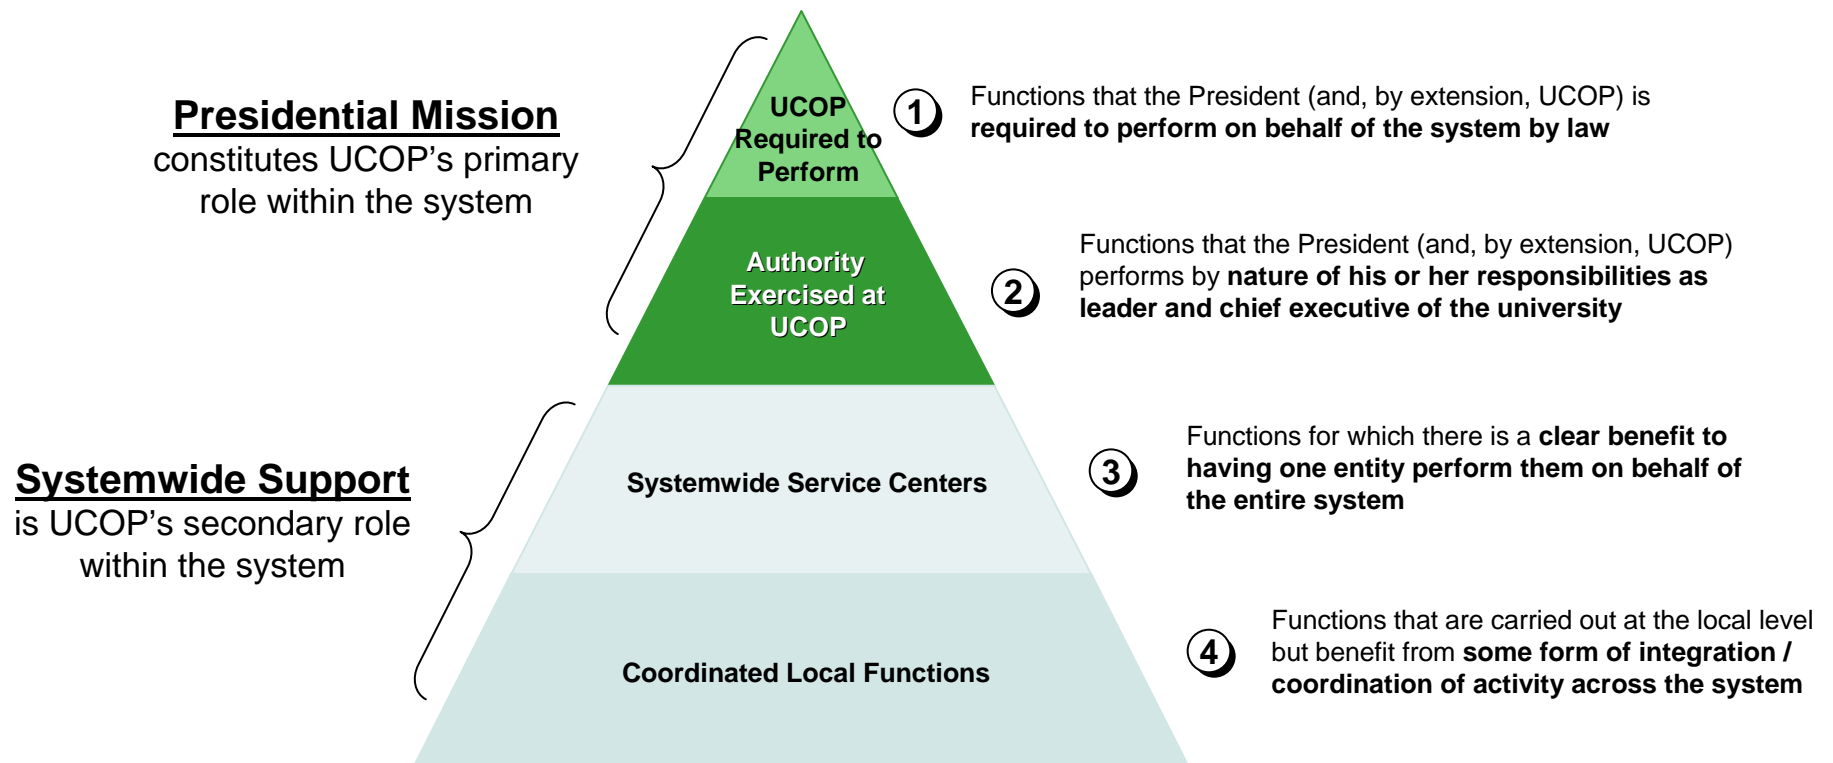 Presidential Mission
constitutes UCOP's primary
role within the system
UCOP
Required to
Perform
1
Functions that the President (and, by extension, UCOP) is
required to perform on behalf of the system by law
Authority
Exercised at
UCOP
2
Functions that the President (and, by extension, UCOP)
performs by nature of his or her responsibilities as
leader and chief executive of the university
Systemwide Support
is UCOP's secondary role
within the system
Systemwide Service Centers
3
Functions for which there is a clear benefit to
having one entity perform them on behalf of
the entire system
Coordinated Local Functions
4
Functions that are carried out at the local level
but benefit from some form of integration /
coordination of activity across the system